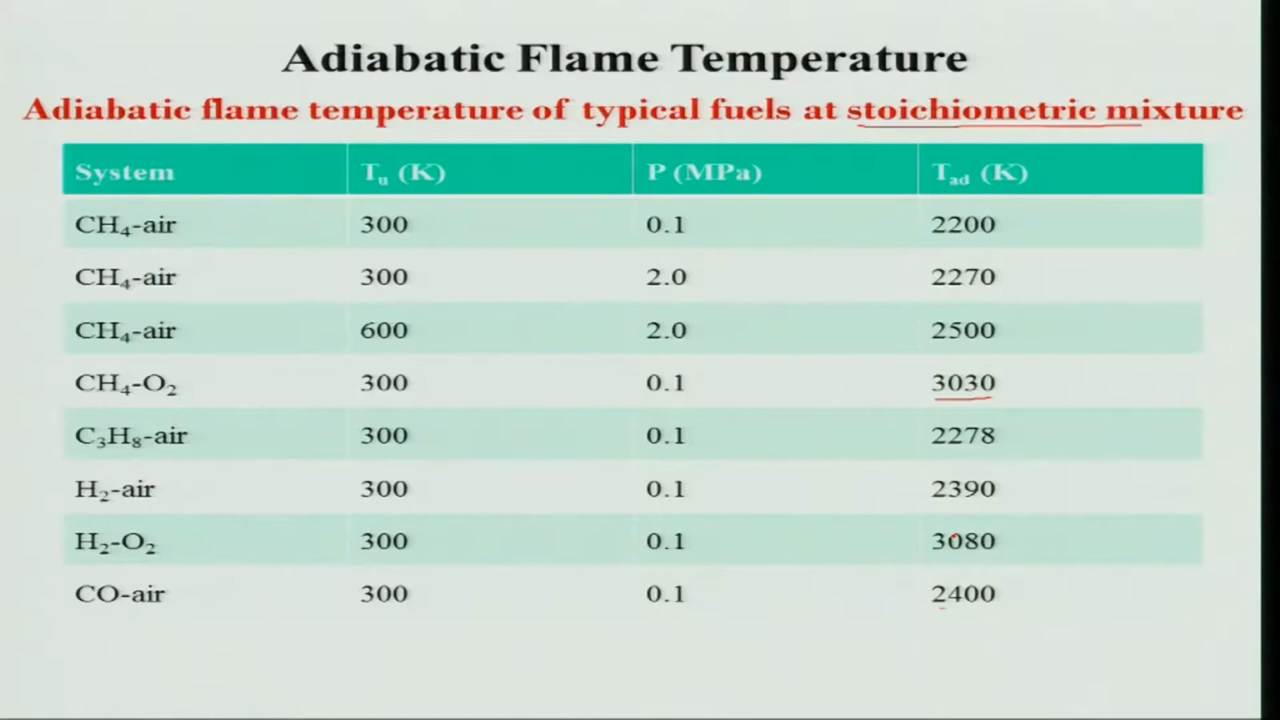 Adiabatic Flame Temperature
Adiabatic flame temperature of typical fuels at stoichiometric mixture
System Tᵤ (K) P (MPa) Tad (K)
CH₄-air 300 0.1 2200
CH₄-air 300 2.0 2270
CH₄-air 600 2.0 2500
CH₄-O₂ 300 0.1 3030
C₃H₈-air 300 0.1 2278
H₂-air 300 0.1 2390
H₂-O₂ 300 0.1 3080
CO-air 300 0.1 2400